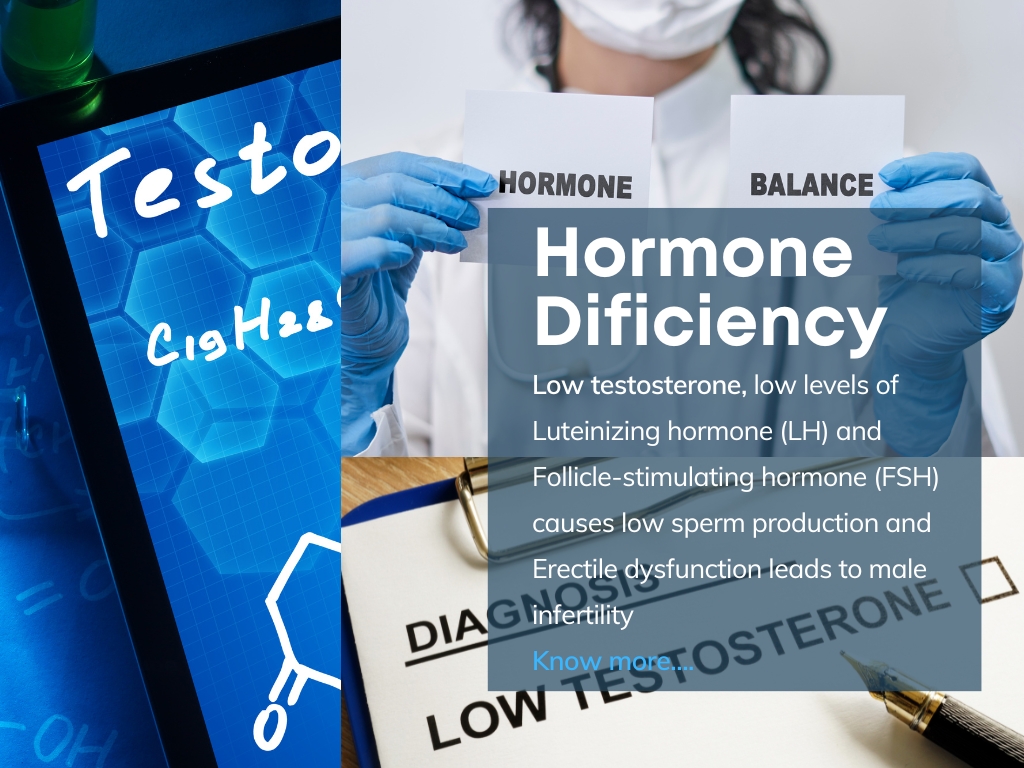 Testo
C19H28
O
HORMONE
BALANCE
Hormone
Dificiency
Low testosterone, low levels of
Luteinizing hormone (LH) and
Follicle-stimulating hormone (FSH)
causes low sperm production and
Erectile dysfunction leads to male
infertility
Know more....
DIAGNOSIS
LOW TESTOSTERONE
OH